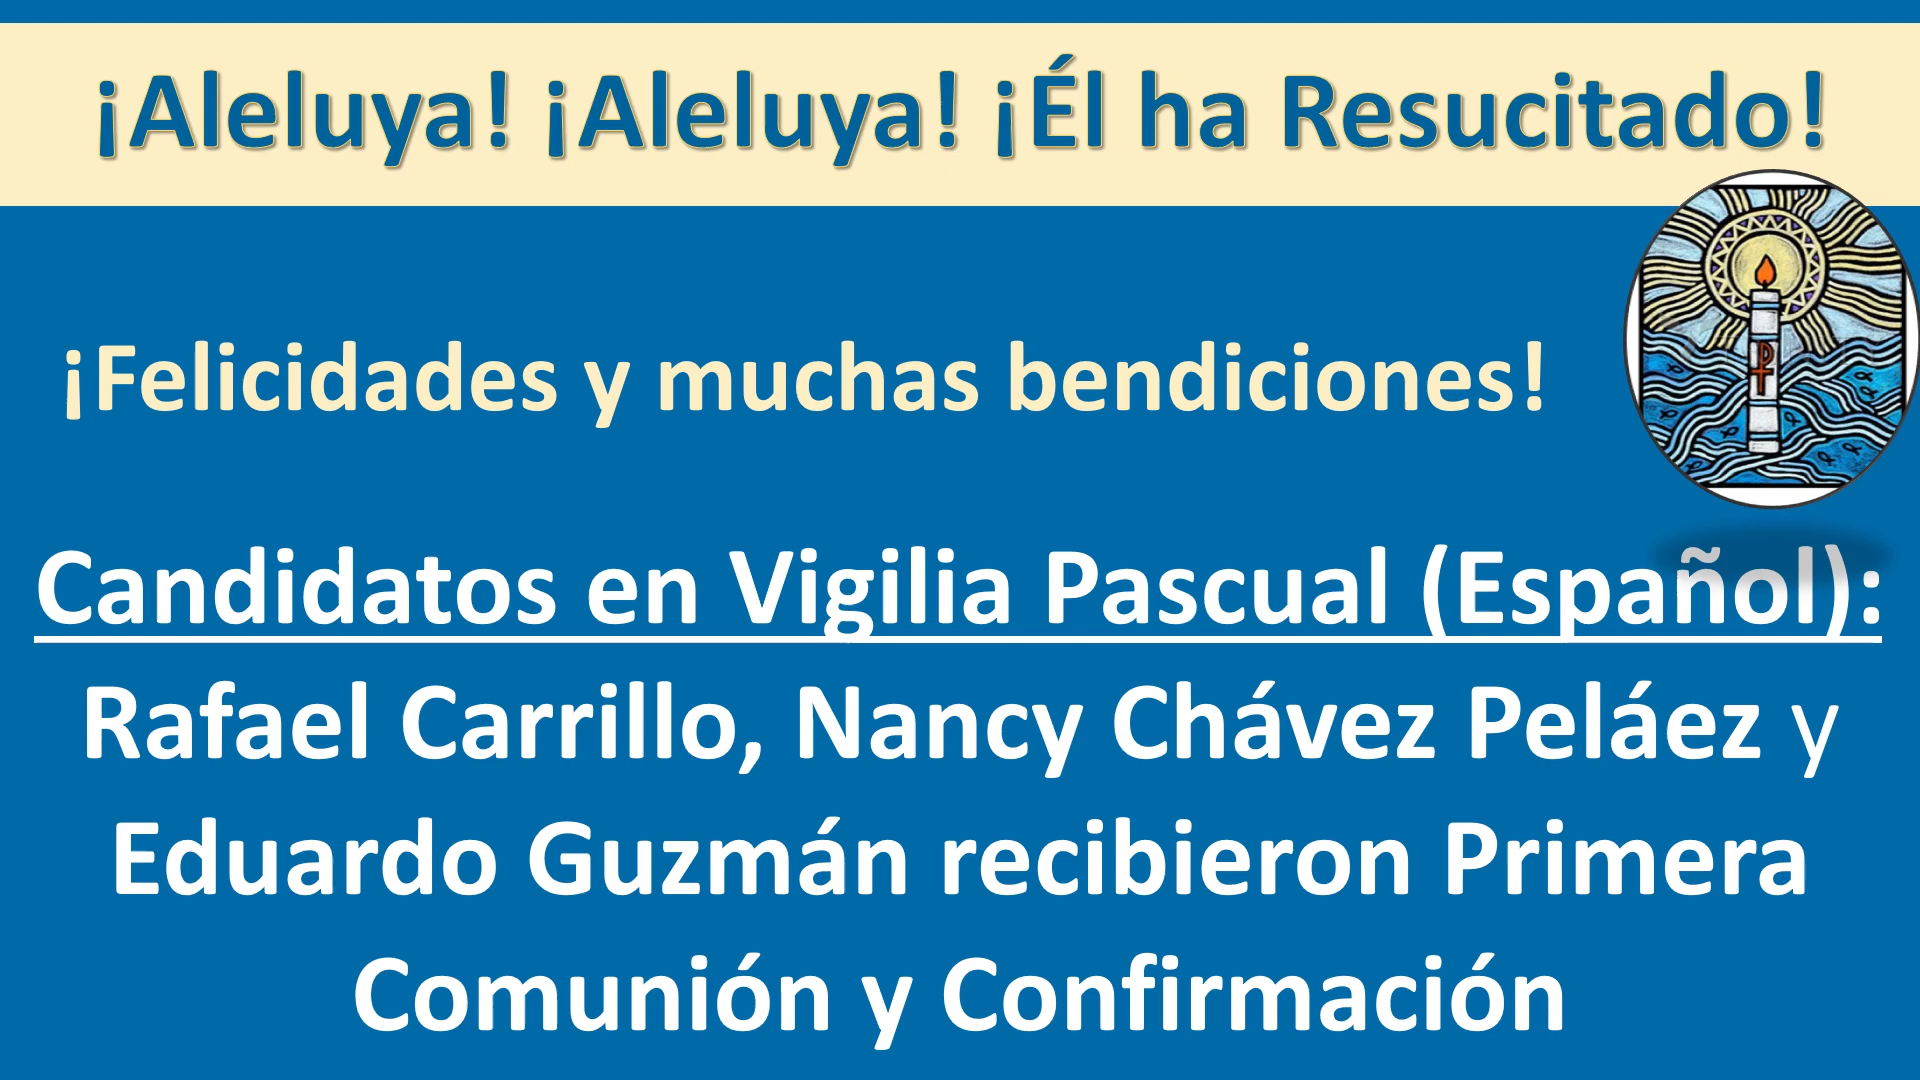 ¡Aleluya! ¡Aleluya! ¡Él ha Resucitado!
¡Felicidades y muchas bendiciones!
Candidatos en Vigilia Pascual (Español):
Rafael Carrillo, Nancy Chávez Peláez y
Eduardo Guzmán recibieron Primera
Comunión y Confirmación